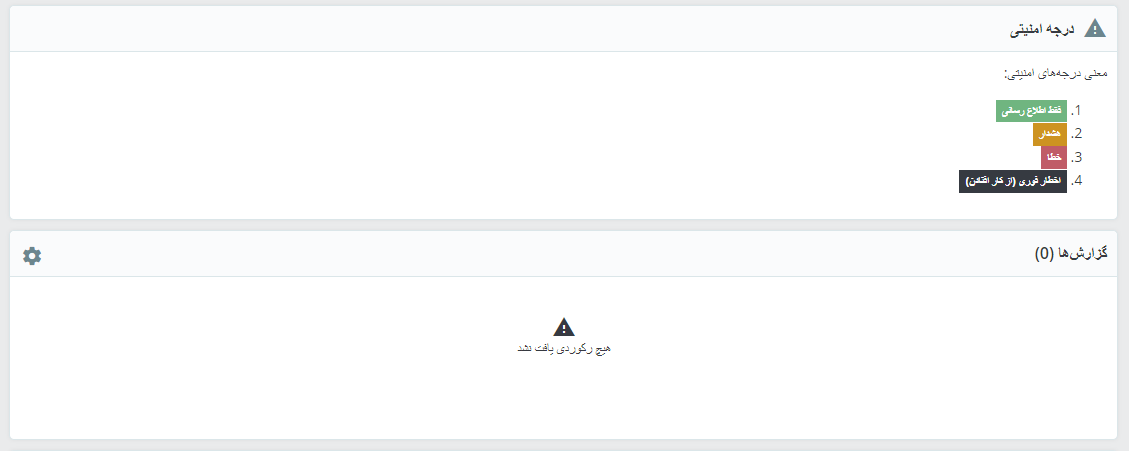 درجه امنیتی
معنی درجه‌های امنیتی:
1. فقط اطلاع رسانی
2. هشدار
3. خطا
4. اخطار فوری (از کار افتادن)
گزارش‌ها (0)
هیچ رکوردی یافت نشد